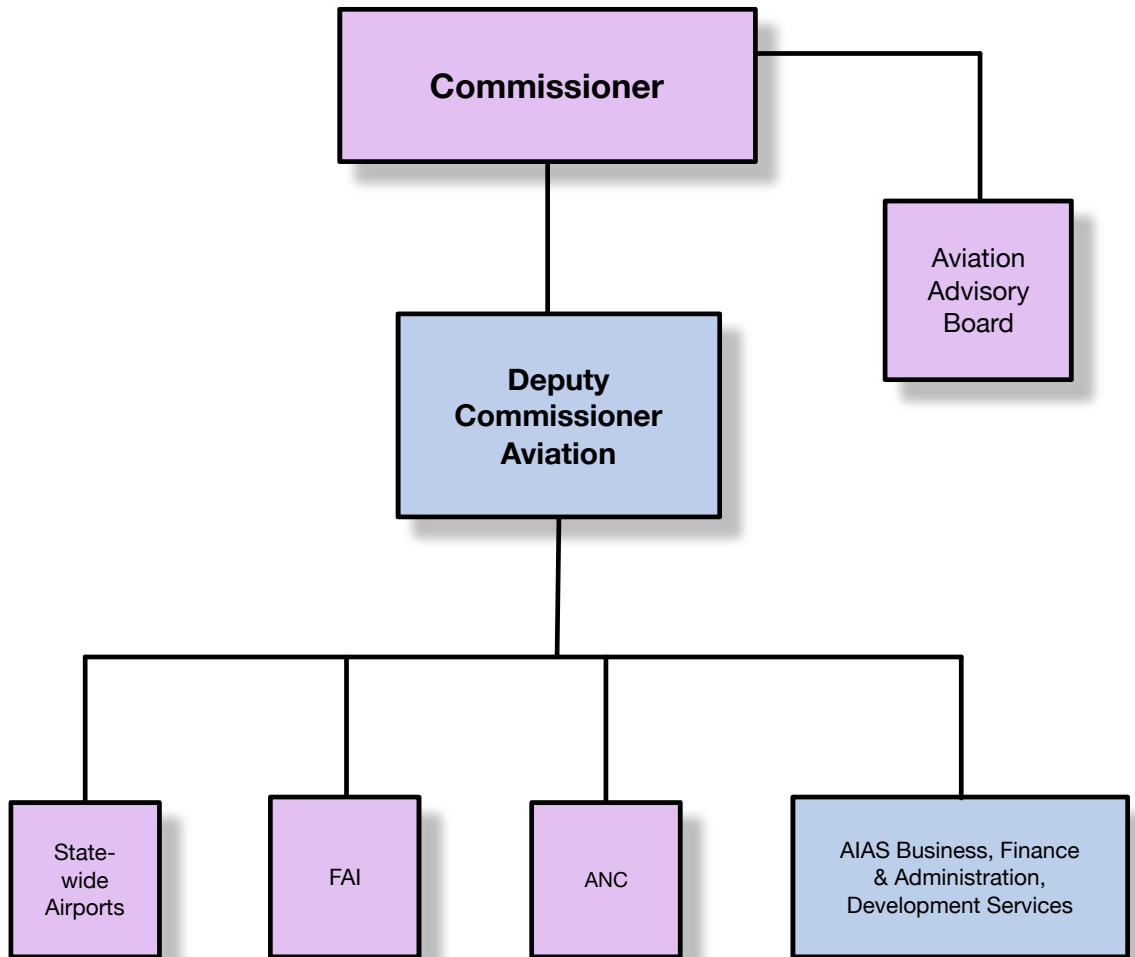 Commissioner
Aviation
Advisory
Board
Deputy
Commissioner
Aviation
State-
wide
Airports
FAI
ANC
AIAS Business, Finance
& Administration,
Development Services